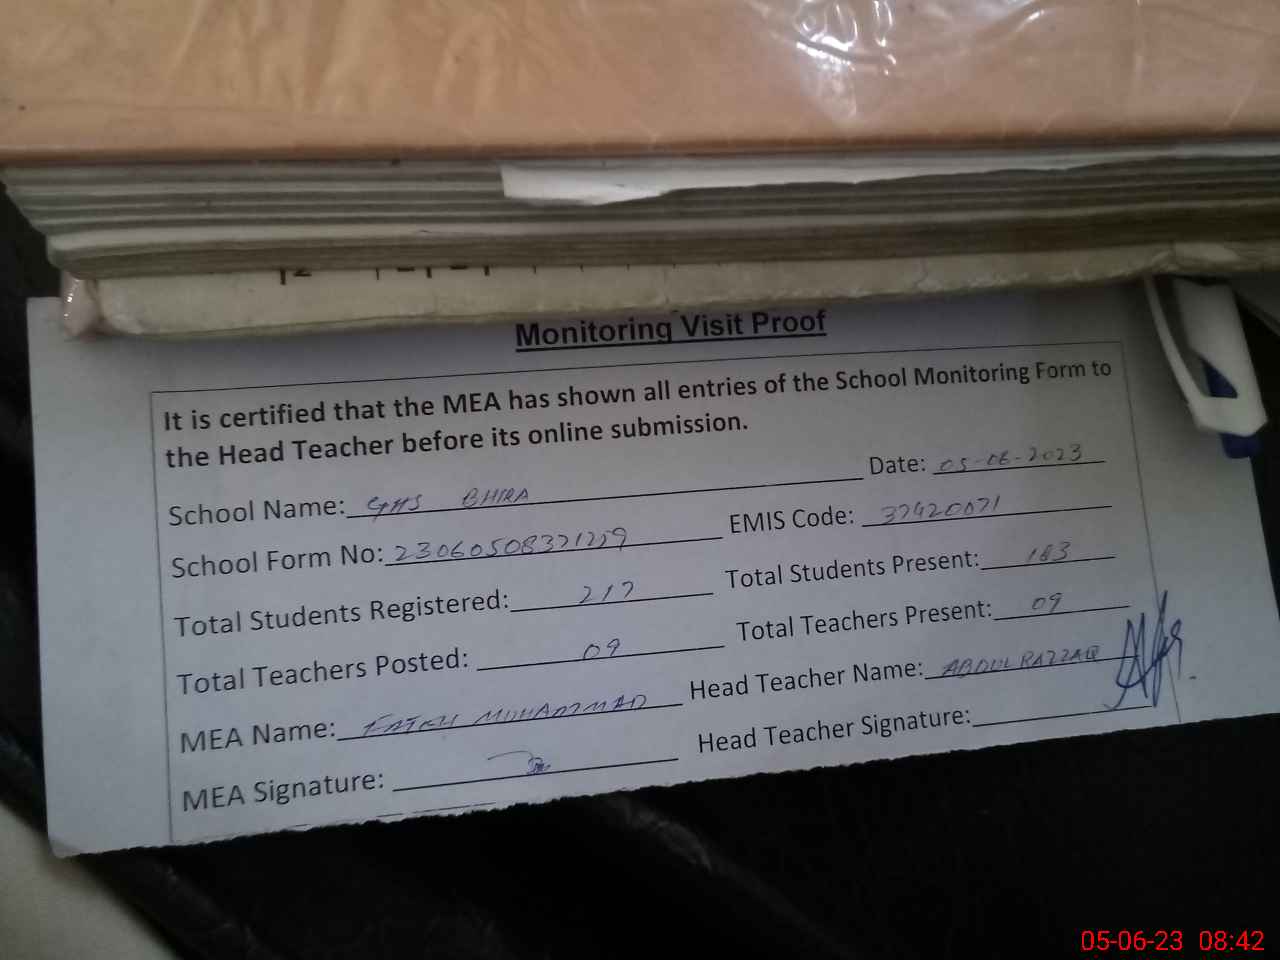 Monitoring Visit Proof
It is certified that the MEA has shown all entries of the School Monitoring Form to
the Head Teacher before its online submission.
School Name: GHS BHIRA Date: 05-06-2023
School Form No: 23060508371259 EMIS Code: 37420071
Total Students Registered: 217 Total Students Present: 183
Total Teachers Posted: 09 Total Teachers Present: 09
MEA Name: FATEH MUHAMMAD Head Teacher Name: ABDUL RAZZAQ
MEA Signature: Head Teacher Signature:
05-06-23 08:42